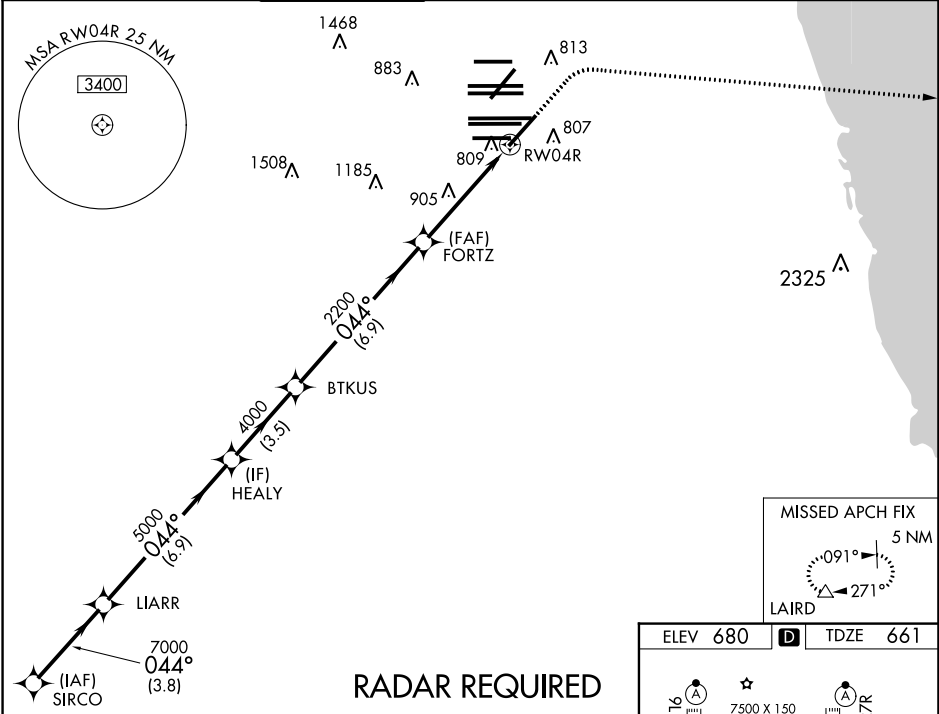 MSA RW04R 25 NM
3400
1468
813
883
807
809
RW04R
1508
1185
905
(FAF)
FORTZ
2325
2200
044°
(6.9)
BTKUS
4000
(3.5)
(IF)
HEALY
5000
044°
(6.9)
LIARR
7000
044°
(3.8)
(IAF)
SIRCO
RADAR REQUIRED
MISSED APCH FIX
5 NM
091°
271°
LAIRD
ELEV 680 D TDZE 661
A
A
7500 X 150